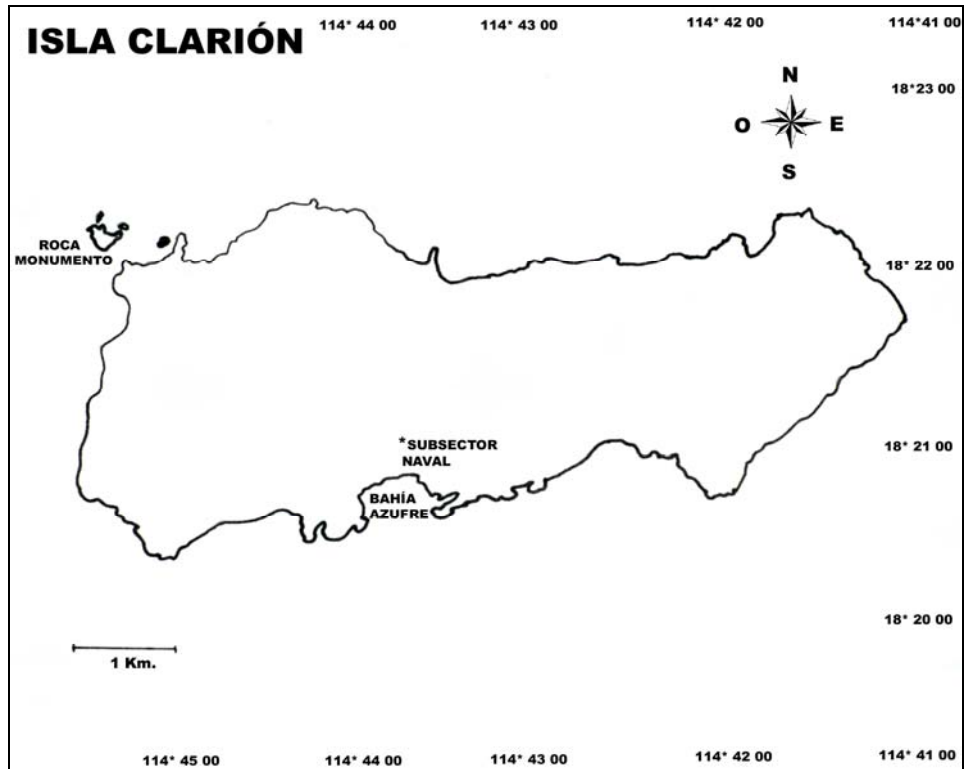 114° 44 00 114° 43 00 114° 42 00 114° 41 00
ISLA CLARIÓN
N
18° 23 00
O E
S
ROCA
MONUMENTO
18° 22 00
*SUBSECTOR
NAVAL
18° 21 00
BAHÍA
AZUFRE
18° 20 00
1 Km.
114° 45 00 114° 44 00 114° 43 00 114° 42 00 114° 41 00